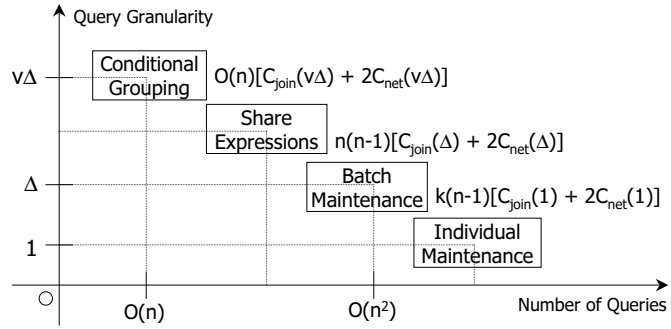 Query Granularity
Conditional
Grouping
O(n)[C_join(vΔ) + 2C_net(vΔ)]
vΔ
Share
Expressions
n(n-1)[C_join(Δ) + 2C_net(Δ)]
Batch
Maintenance
k(n-1)[C_join(1) + 2C_net(1)]
Δ
Individual
Maintenance
1
O
O(n)
O(n²)
Number of Queries